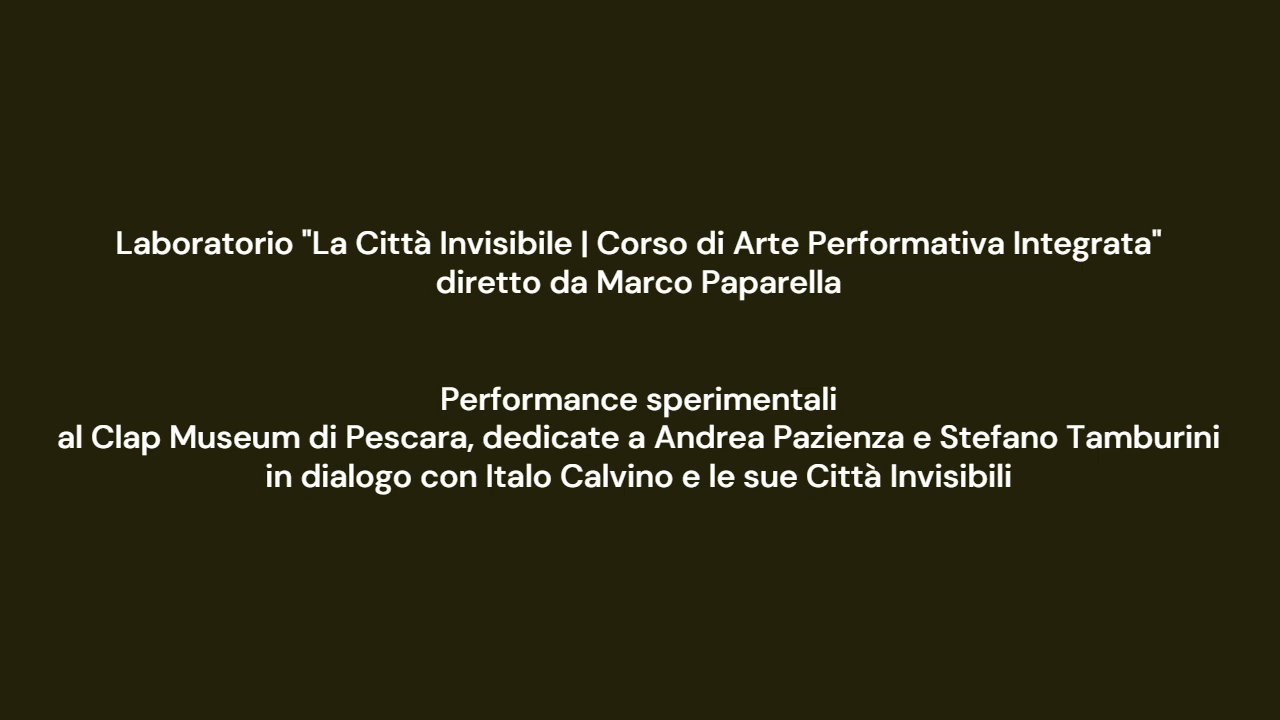 Laboratorio "La Città Invisibile | Corso di Arte Performativa Integrata"
diretto da Marco Paparella
Performance sperimentali
al Clap Museum di Pescara, dedicate a Andrea Pazienza e Stefano Tamburini
in dialogo con Italo Calvino e le sue Città Invisibili